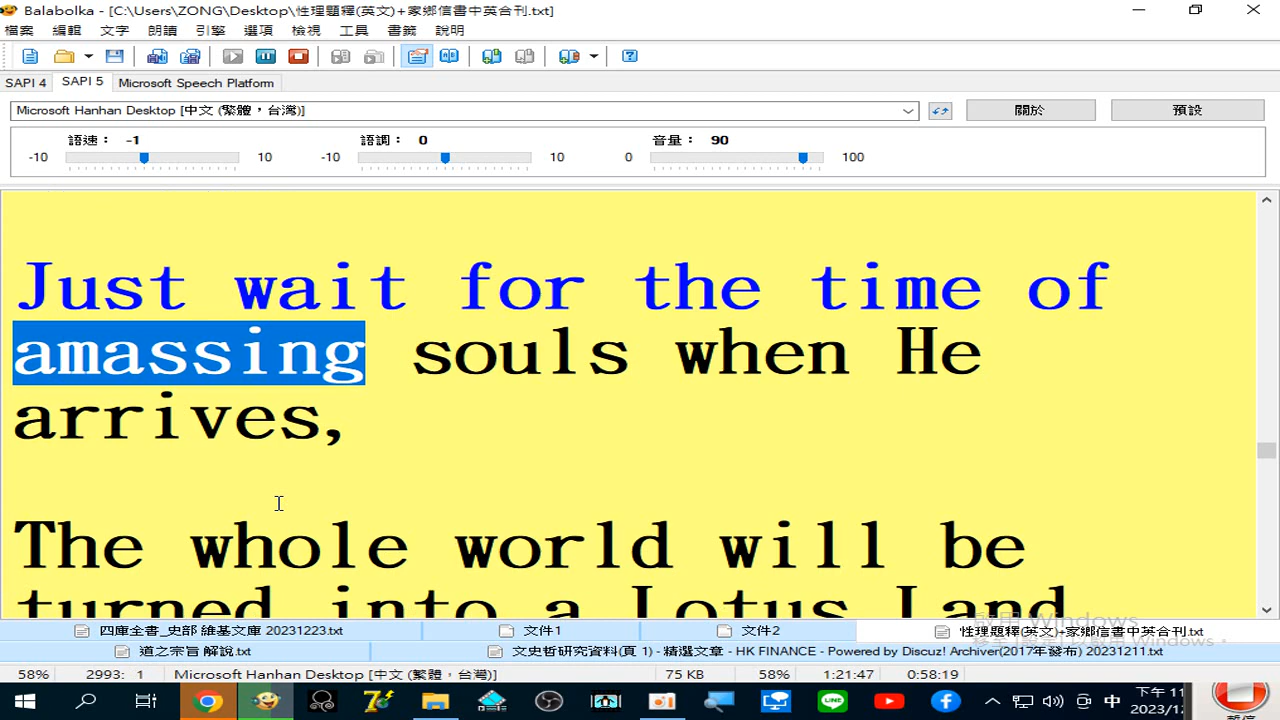 Balabolka - [C:\Users\ZONG\Desktop\性理題釋(英文)+家鄉信書中英合刊.txt]
檔案 編輯 文字 朗讀 引擎 選項 檢視 工具 書籤 說明
SAPI 4 SAPI 5 Microsoft Speech Platform
Microsoft Hanhan Desktop [中文 (繁體，台灣)] 關於 預設
語速： -1 語調： 0 音量： 90
-10 10 -10 10 0 100
Just wait for the time of
amassing souls when He
arrives,
The whole world will be
turned into a Lotus Land
啟用 Windows
四庫全書_史部 維基文庫 20231223.txt 文件1 文件2 性理題釋(英文)+家鄉信書中英合刊.txt
道之宗旨 解說.txt 文史哲研究資料(頁 1) - 精選文章 - HK FINANCE - Powered by Discuz! Archiver(2017年發布) 20231211.txt
58% 2993: 1 Microsoft Hanhan Desktop [中文 (繁體，台灣)] 75 KB 58% 1:21:47 0:58:19
中 下午 11
2023/12